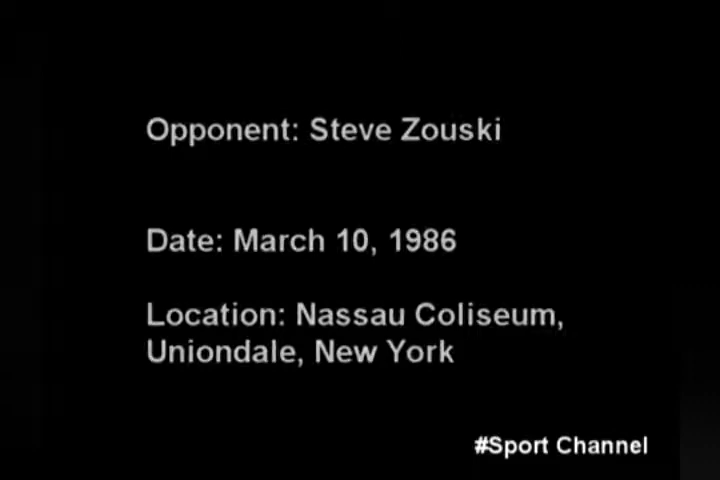 Opponent: Steve Zouski
Date: March 10, 1986
Location: Nassau Coliseum,
Uniondale, New York
#Sport Channel